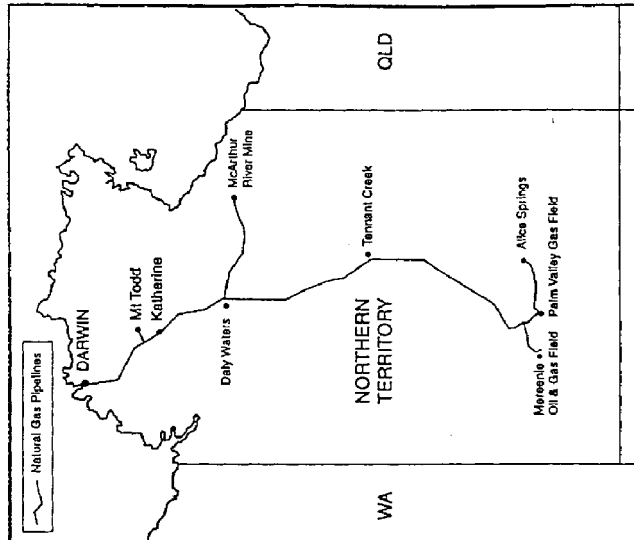 Natural Gas Pipelines
DARWIN
Mt Todd
Katherine
McArthur
River Mine
Daly Waters
QLD
Tennant Creek
NORTHERN
TERRITORY
WA
Alice Springs
Mereenie
Oil & Gas Field
Palm Valley Gas Field